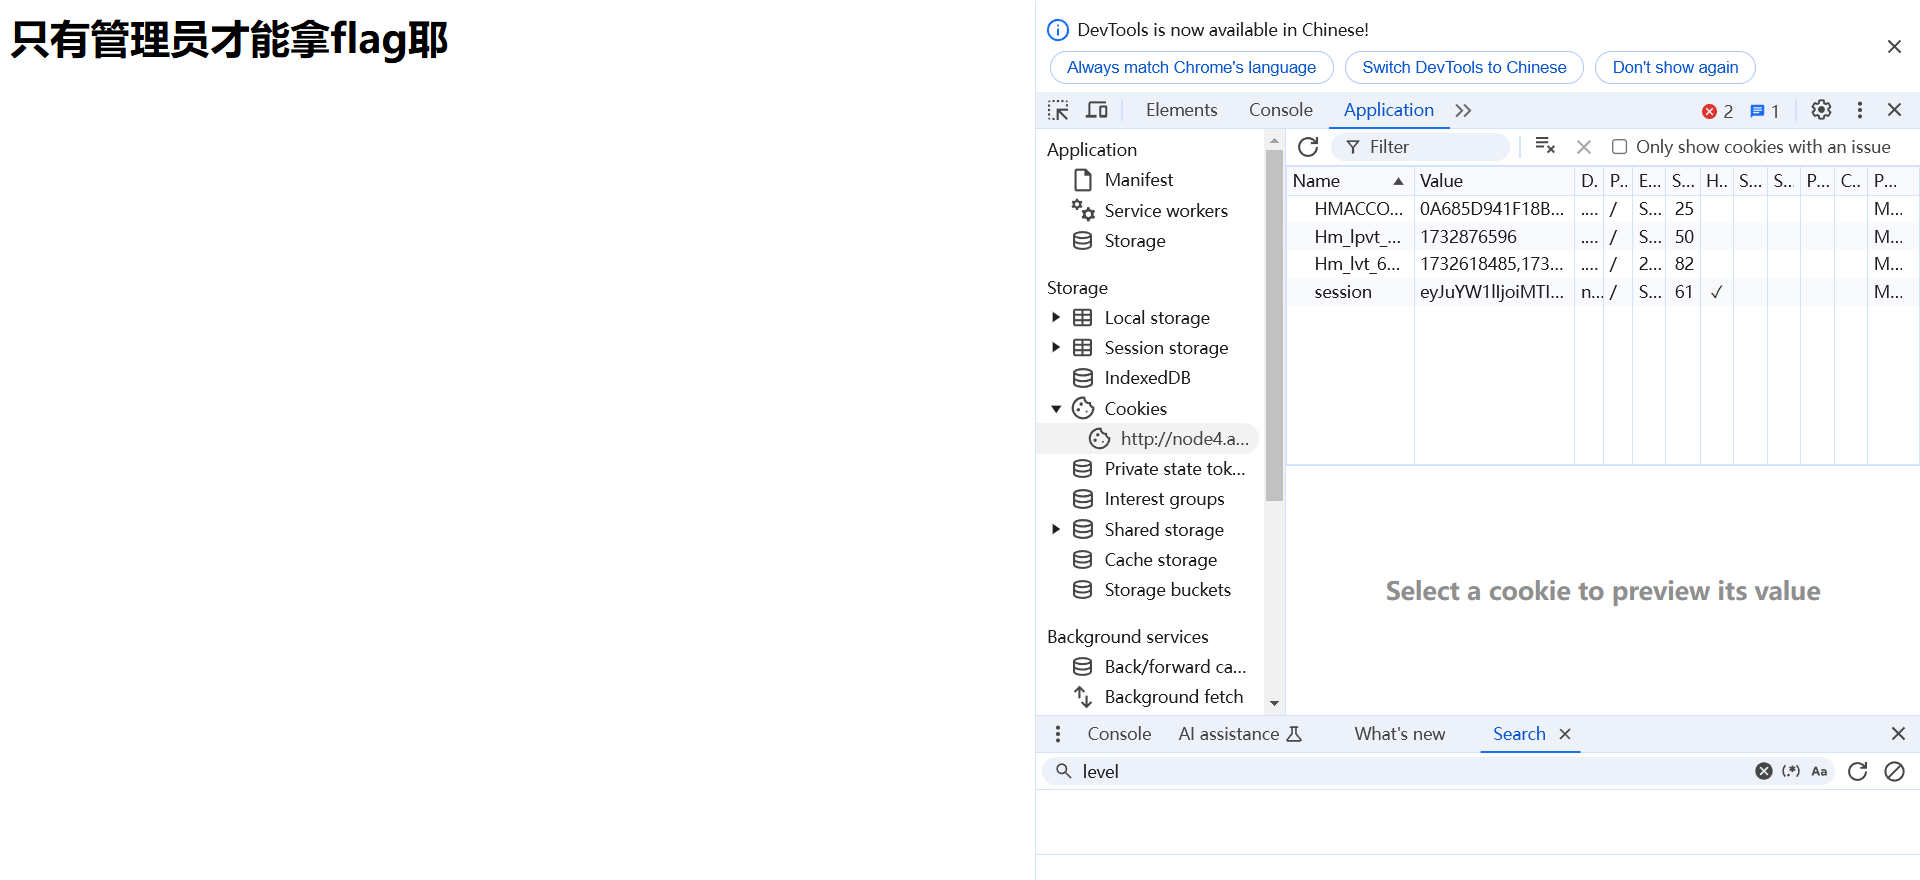 只有管理员才能拿flag耶
DevTools is now available in Chinese!
Always match Chrome's language
Switch DevTools to Chinese
Don't show again
Elements
Console
Application
2
1
Application
Manifest
Service workers
Storage
Storage
Local storage
Session storage
IndexedDB
Cookies
http://node4.a...
Private state tok...
Interest groups
Shared storage
Cache storage
Storage buckets
Background services
Back/forward ca...
Background fetch
Filter
Only show cookies with an issue
Name Value D. P.. E... S... H.. S... S... P... C.. P...
HMACCO... 0A685D941F18B... .... / S... 25 M...
Hm_lpvt_... 1732876596 .... / S... 50 M...
Hm_lvt_6... 1732618485,173... .... / 2... 82 M...
session eyJuYW1lIjoiMTI... n... / S... 61 ✓ M...
Select a cookie to preview its value
Console
AI assistance
What's new
Search
level
(.*)
Aa